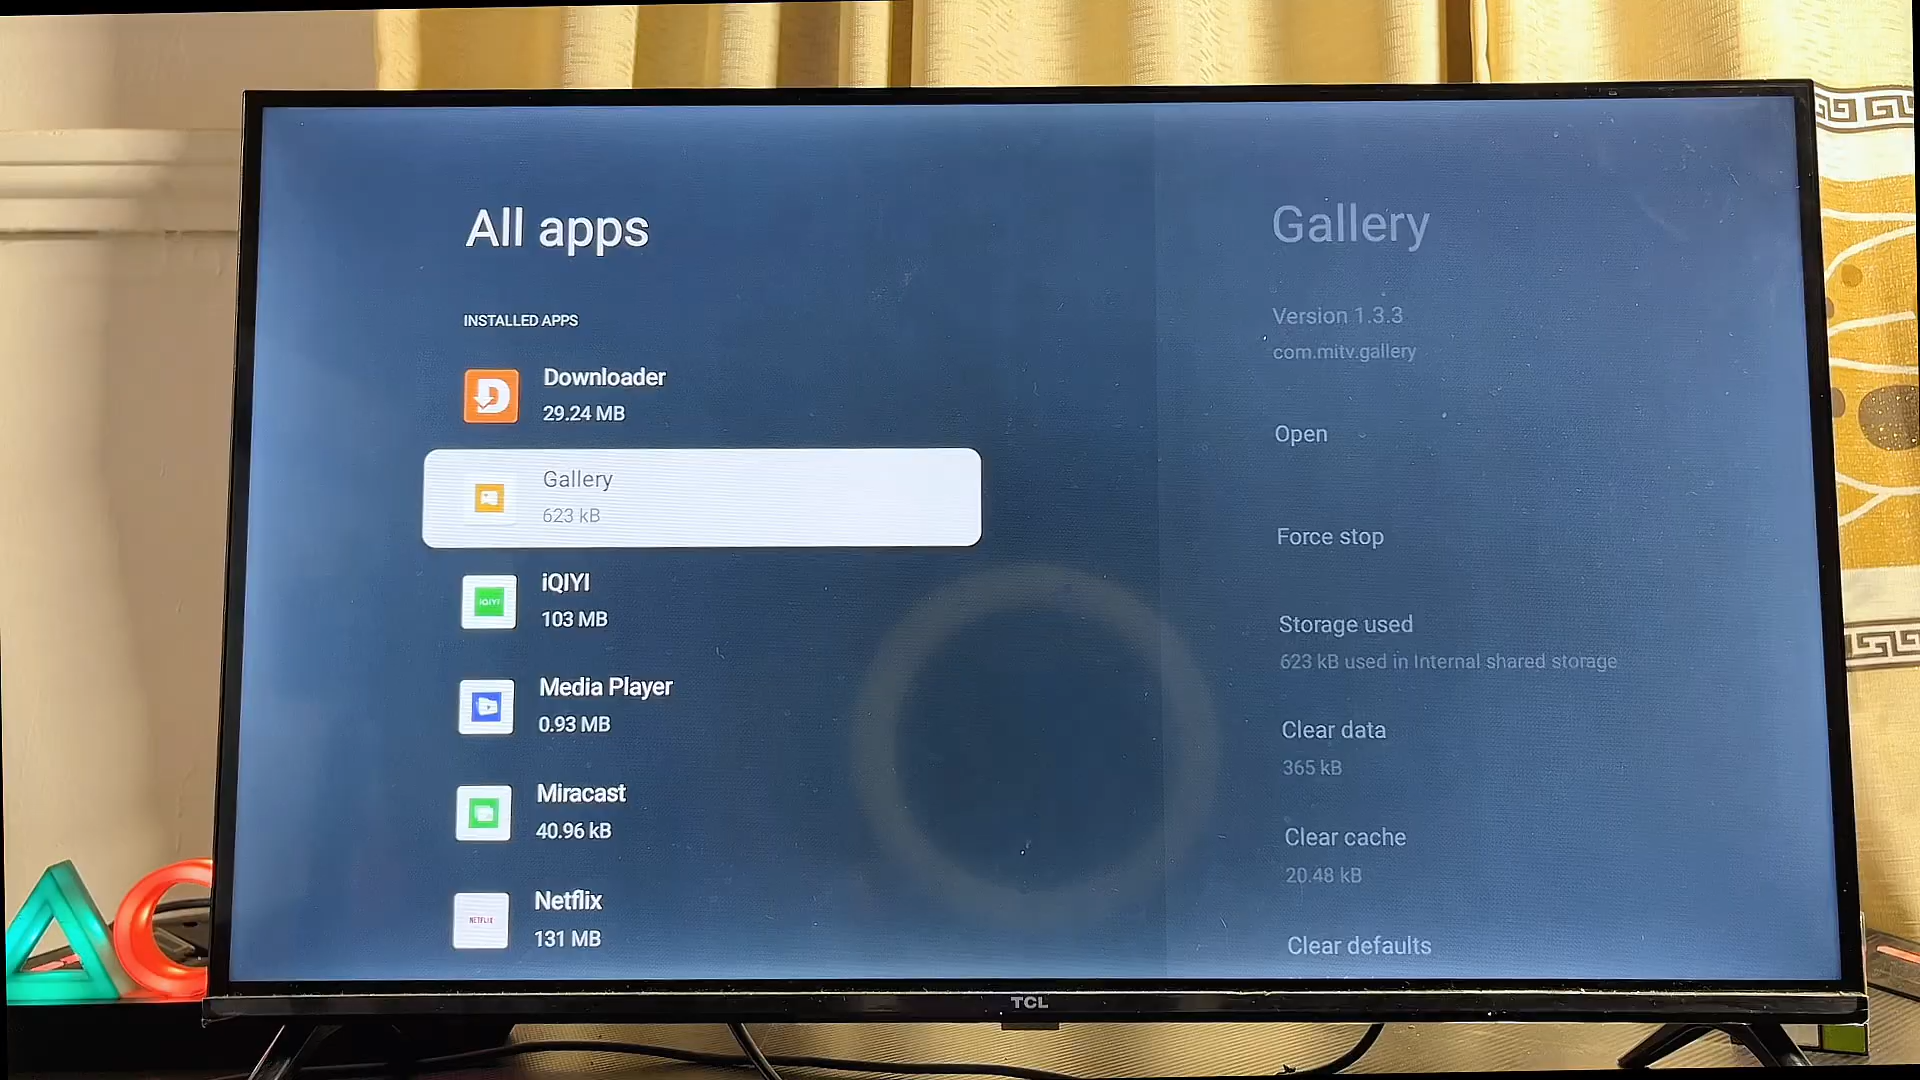 All apps
INSTALLED APPS
Downloader
29.24 MB
Gallery
623 kB
iQIYI
iQIYI
103 MB
Media Player
0.93 MB
Miracast
40.96 kB
NETFLIX
Netflix
131 MB
Gallery
Version 1.3.3
com.mitv.gallery
Open
Force stop
Storage used
623 kB used in Internal shared storage
Clear data
365 kB
Clear cache
20.48 kB
Clear defaults
TCL